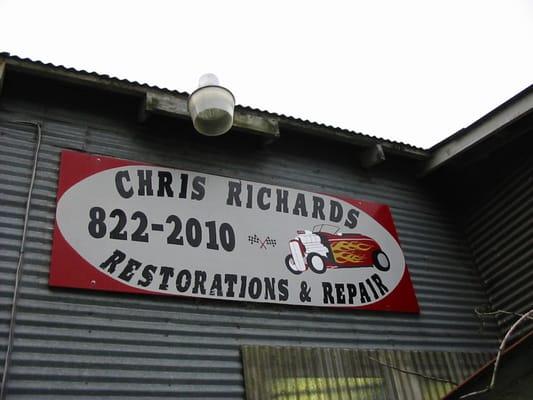 CHRIS RICHARDS
822-2010
RESTORATIONS & REPAIR